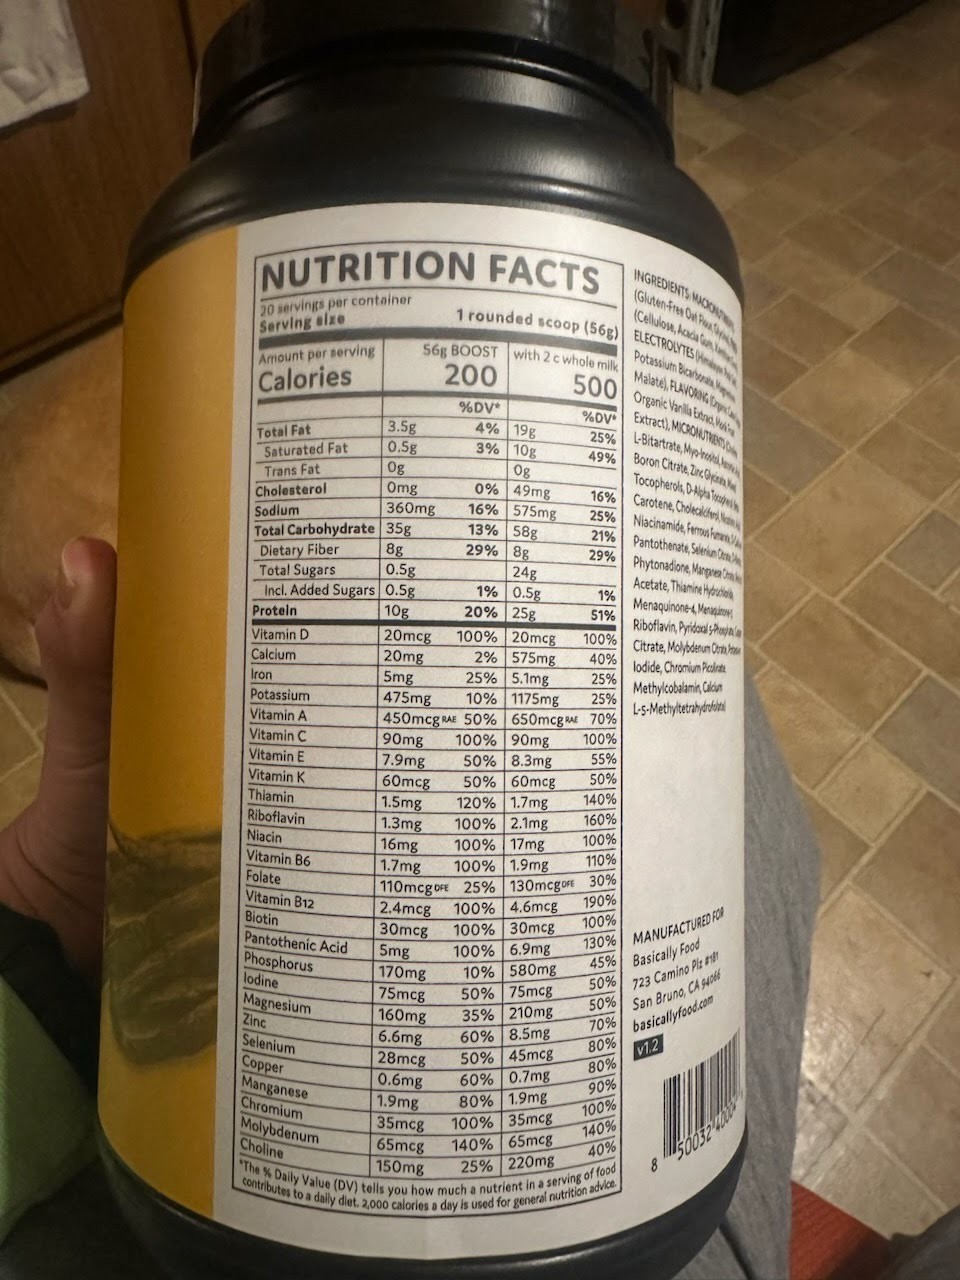 NUTRITION FACTS
20 servings per container
Serving size 1 rounded scoop (56g)
Amount per serving 56g BOOST with 2 c whole milk
Calories 200 500
%DV* %DV*
Total Fat 3.5g 4% 19g 25%
Saturated Fat 0.5g 3% 10g 49%
Trans Fat 0g 0g
Cholesterol 0mg 0% 49mg 16%
Sodium 360mg 16% 575mg 25%
Total Carbohydrate 35g 13% 58g 21%
Dietary Fiber 8g 29% 8g 29%
Total Sugars 0.5g 24g
Incl. Added Sugars 0.5g 1% 0.5g 1%
Protein 10g 20% 25g 51%
Vitamin D 20mcg 100% 20mcg 100%
Calcium 20mg 2% 575mg 40%
Iron 5mg 25% 5.1mg 25%
Potassium 475mg 10% 1175mg 25%
Vitamin A 450mcg RAE 50% 650mcg RAE 70%
Vitamin C 90mg 100% 90mg 100%
Vitamin E 7.9mg 50% 8.3mg 55%
Vitamin K 60mcg 50% 60mcg 50%
Thiamin 1.5mg 120% 1.7mg 140%
Riboflavin 1.3mg 100% 2.1mg 160%
Niacin 16mg 100% 17mg 100%
Vitamin B6 1.7mg 100% 1.9mg 110%
Folate 110mcg DFE 25% 130mcg DFE 30%
Vitamin B12 2.4mcg 100% 4.6mcg 190%
Biotin 30mcg 100% 30mcg 100%
Pantothenic Acid 5mg 100% 6.9mg 130%
Phosphorus 170mg 10% 580mg 45%
Iodine 75mcg 50% 75mcg 50%
Magnesium 160mg 35% 210mg 50%
Zinc 6.6mg 60% 8.5mg 70%
Selenium 28mcg 50% 45mcg 80%
Copper 0.6mg 60% 0.7mg 80%
Manganese 1.9mg 80% 1.9mg 90%
Chromium 35mcg 100% 35mcg 100%
Molybdenum 65mcg 140% 65mcg 140%
Choline 150mg 25% 220mg 40%
*The % Daily Value (DV) tells you how much a nutrient in a serving of food
contributes to a daily diet. 2,000 calories a day is used for general nutrition advice.
INGREDIENTS:
(Gluten-Free Oat Flour,
(Cellulose, Acacia Gum,
ELECTROLYTES
Potassium Bicarbonate,
Malate), FLAVORING
Organic Vanilla Extract,
Extract), MICRONUTRIENTS
L-Bitartrate, Myo-Inositol,
Boron Citrate, Zinc Glycinate,
Tocopherols, D-Alpha
Carotene, Cholecalciferol,
Niacinamide, Ferrous Fumarate,
Pantothenate, Selenium Citrate,
Phytonadione, Manganese Citrate,
Acetate, Thiamine Hydrochloride,
Menaquinone-4,
Riboflavin, Pyridoxal 5-Phosphate,
Citrate, Molybdenum Citrate,
Iodide, Chromium Picolinate,
Methylcobalamin, Calcium
L-5-Methyltetrahydrofolate)
MANUFACTURED FOR
Basically Food
723 Camino Plz #181
San Bruno, CA 94066
basicallyfood.com
v1.2
8 50032 4000